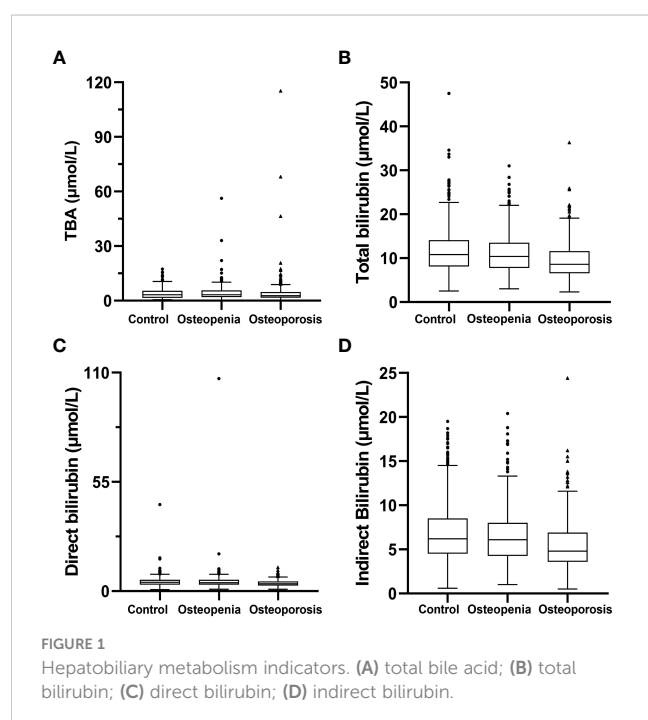 A
TBA (μmol/L)
120
90
60
30
0
Control Osteopenia Osteoporosis
B
Total bilirubin (μmol/L)
50
40
30
20
10
0
Control Osteopenia Osteoporosis
C
Direct bilirubin (μmol/L)
110
55
0
Control Osteopenia Osteoporosis
D
Indirect Bilirubin (μmol/L)
25
20
15
10
5
0
Control Osteopenia Osteoporosis
FIGURE 1
Hepatobiliary metabolism indicators. (A) total bile acid; (B) total
bilirubin; (C) direct bilirubin; (D) indirect bilirubin.